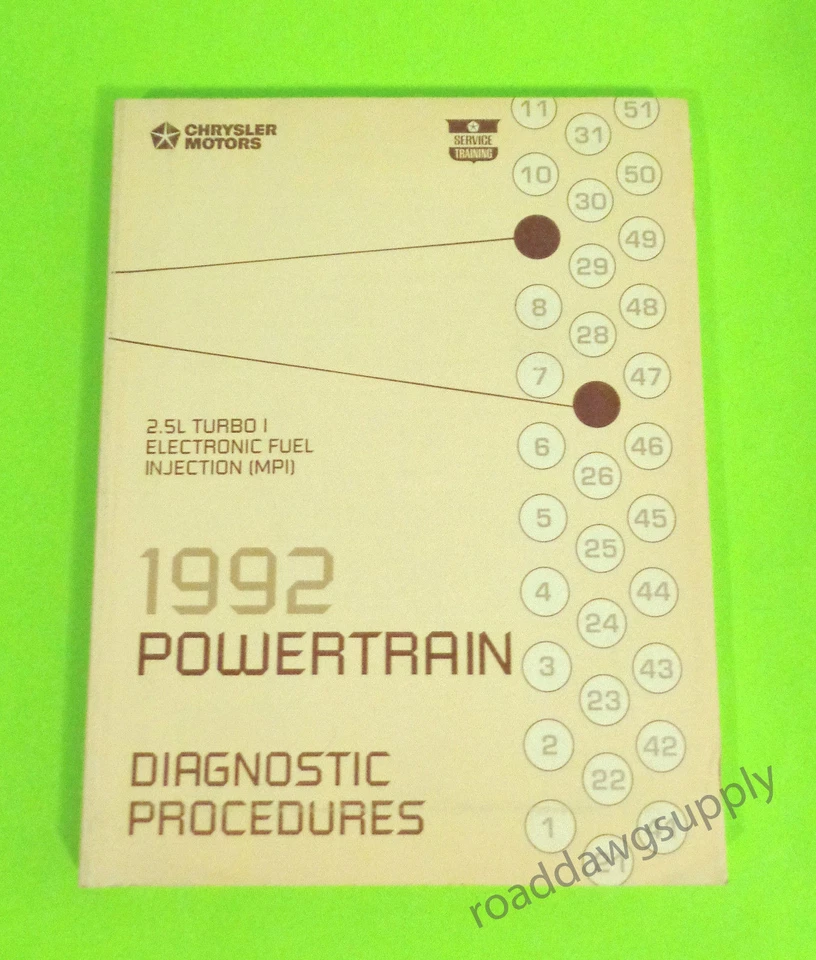 CHRYSLER
MOTORS
SERVICE
TRAINING
2.5L TURBO I
ELECTRONIC FUEL
INJECTION (MPI)
1992
POWERTRAIN
DIAGNOSTIC
PROCEDURES
11
31
51
10
30
50
29
49
8
28
48
7
47
6
26
46
5
25
45
4
24
44
3
23
43
2
22
42
1
21
roaddawgsupply